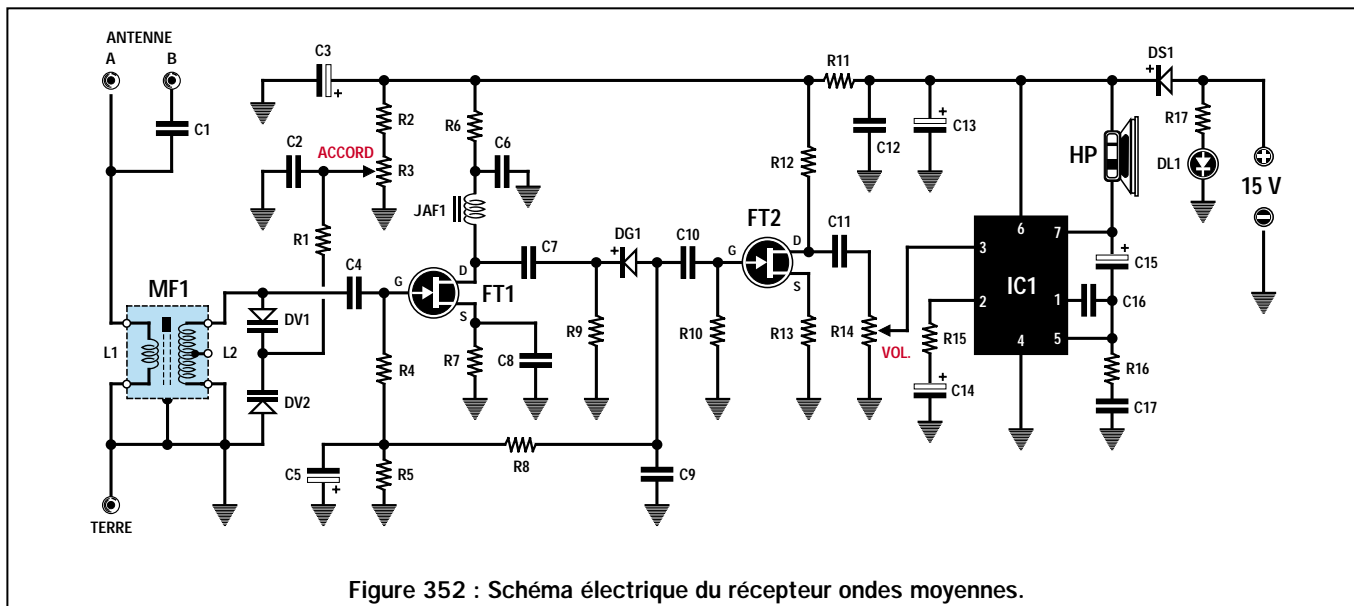 ANTENNE
A B
C1
C3
+
R2
ACCORD
R3
C2
R1
R6
C6
JAF1
MF1
L1
L2
DV1
DV2
C4
G
D
S
FT1
R4
R7
C8
C7
R9
+
DG1
C10
R10
FT2
G
D
S
R12
R13
C11
R14
VOL.
R11
C12
+
C13
C5
+
R5
R8
C9
TERRE
IC1
3
6
7
2
1
4
5
R15
+
C14
HP
+
C15
C16
R16
C17
DS1
+
R17
DL1
15 V
Figure 352 : Schéma électrique du récepteur ondes moyennes.